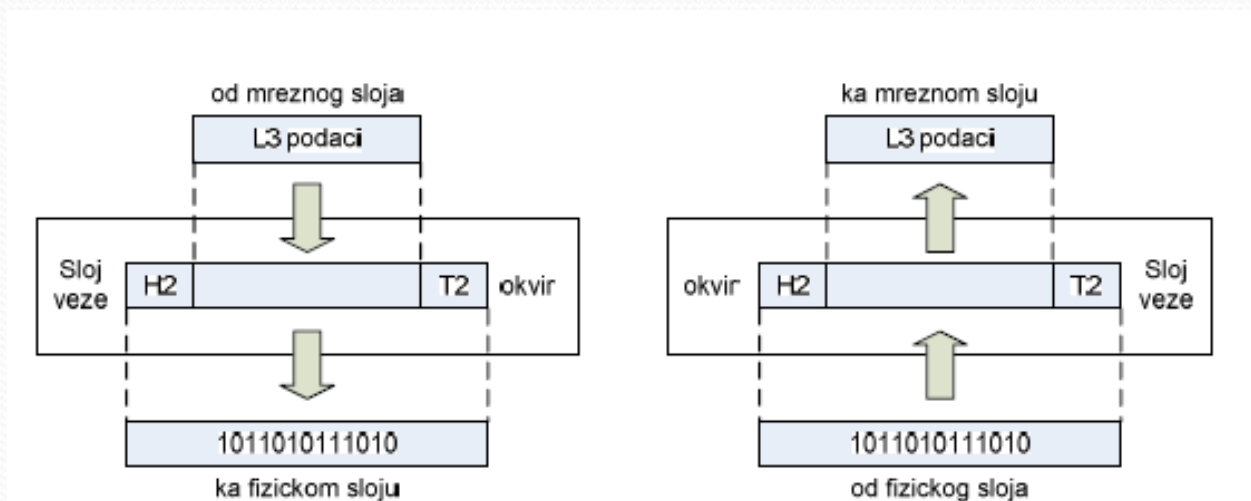 od mreznog sloja
L3 podaci
Sloj
veze
H2
T2
okvir
1011010111010
ka fizickom sloju
ka mreznom sloju
L3 podaci
okvir
H2
T2
Sloj
veze
1011010111010
od fizickog sloja